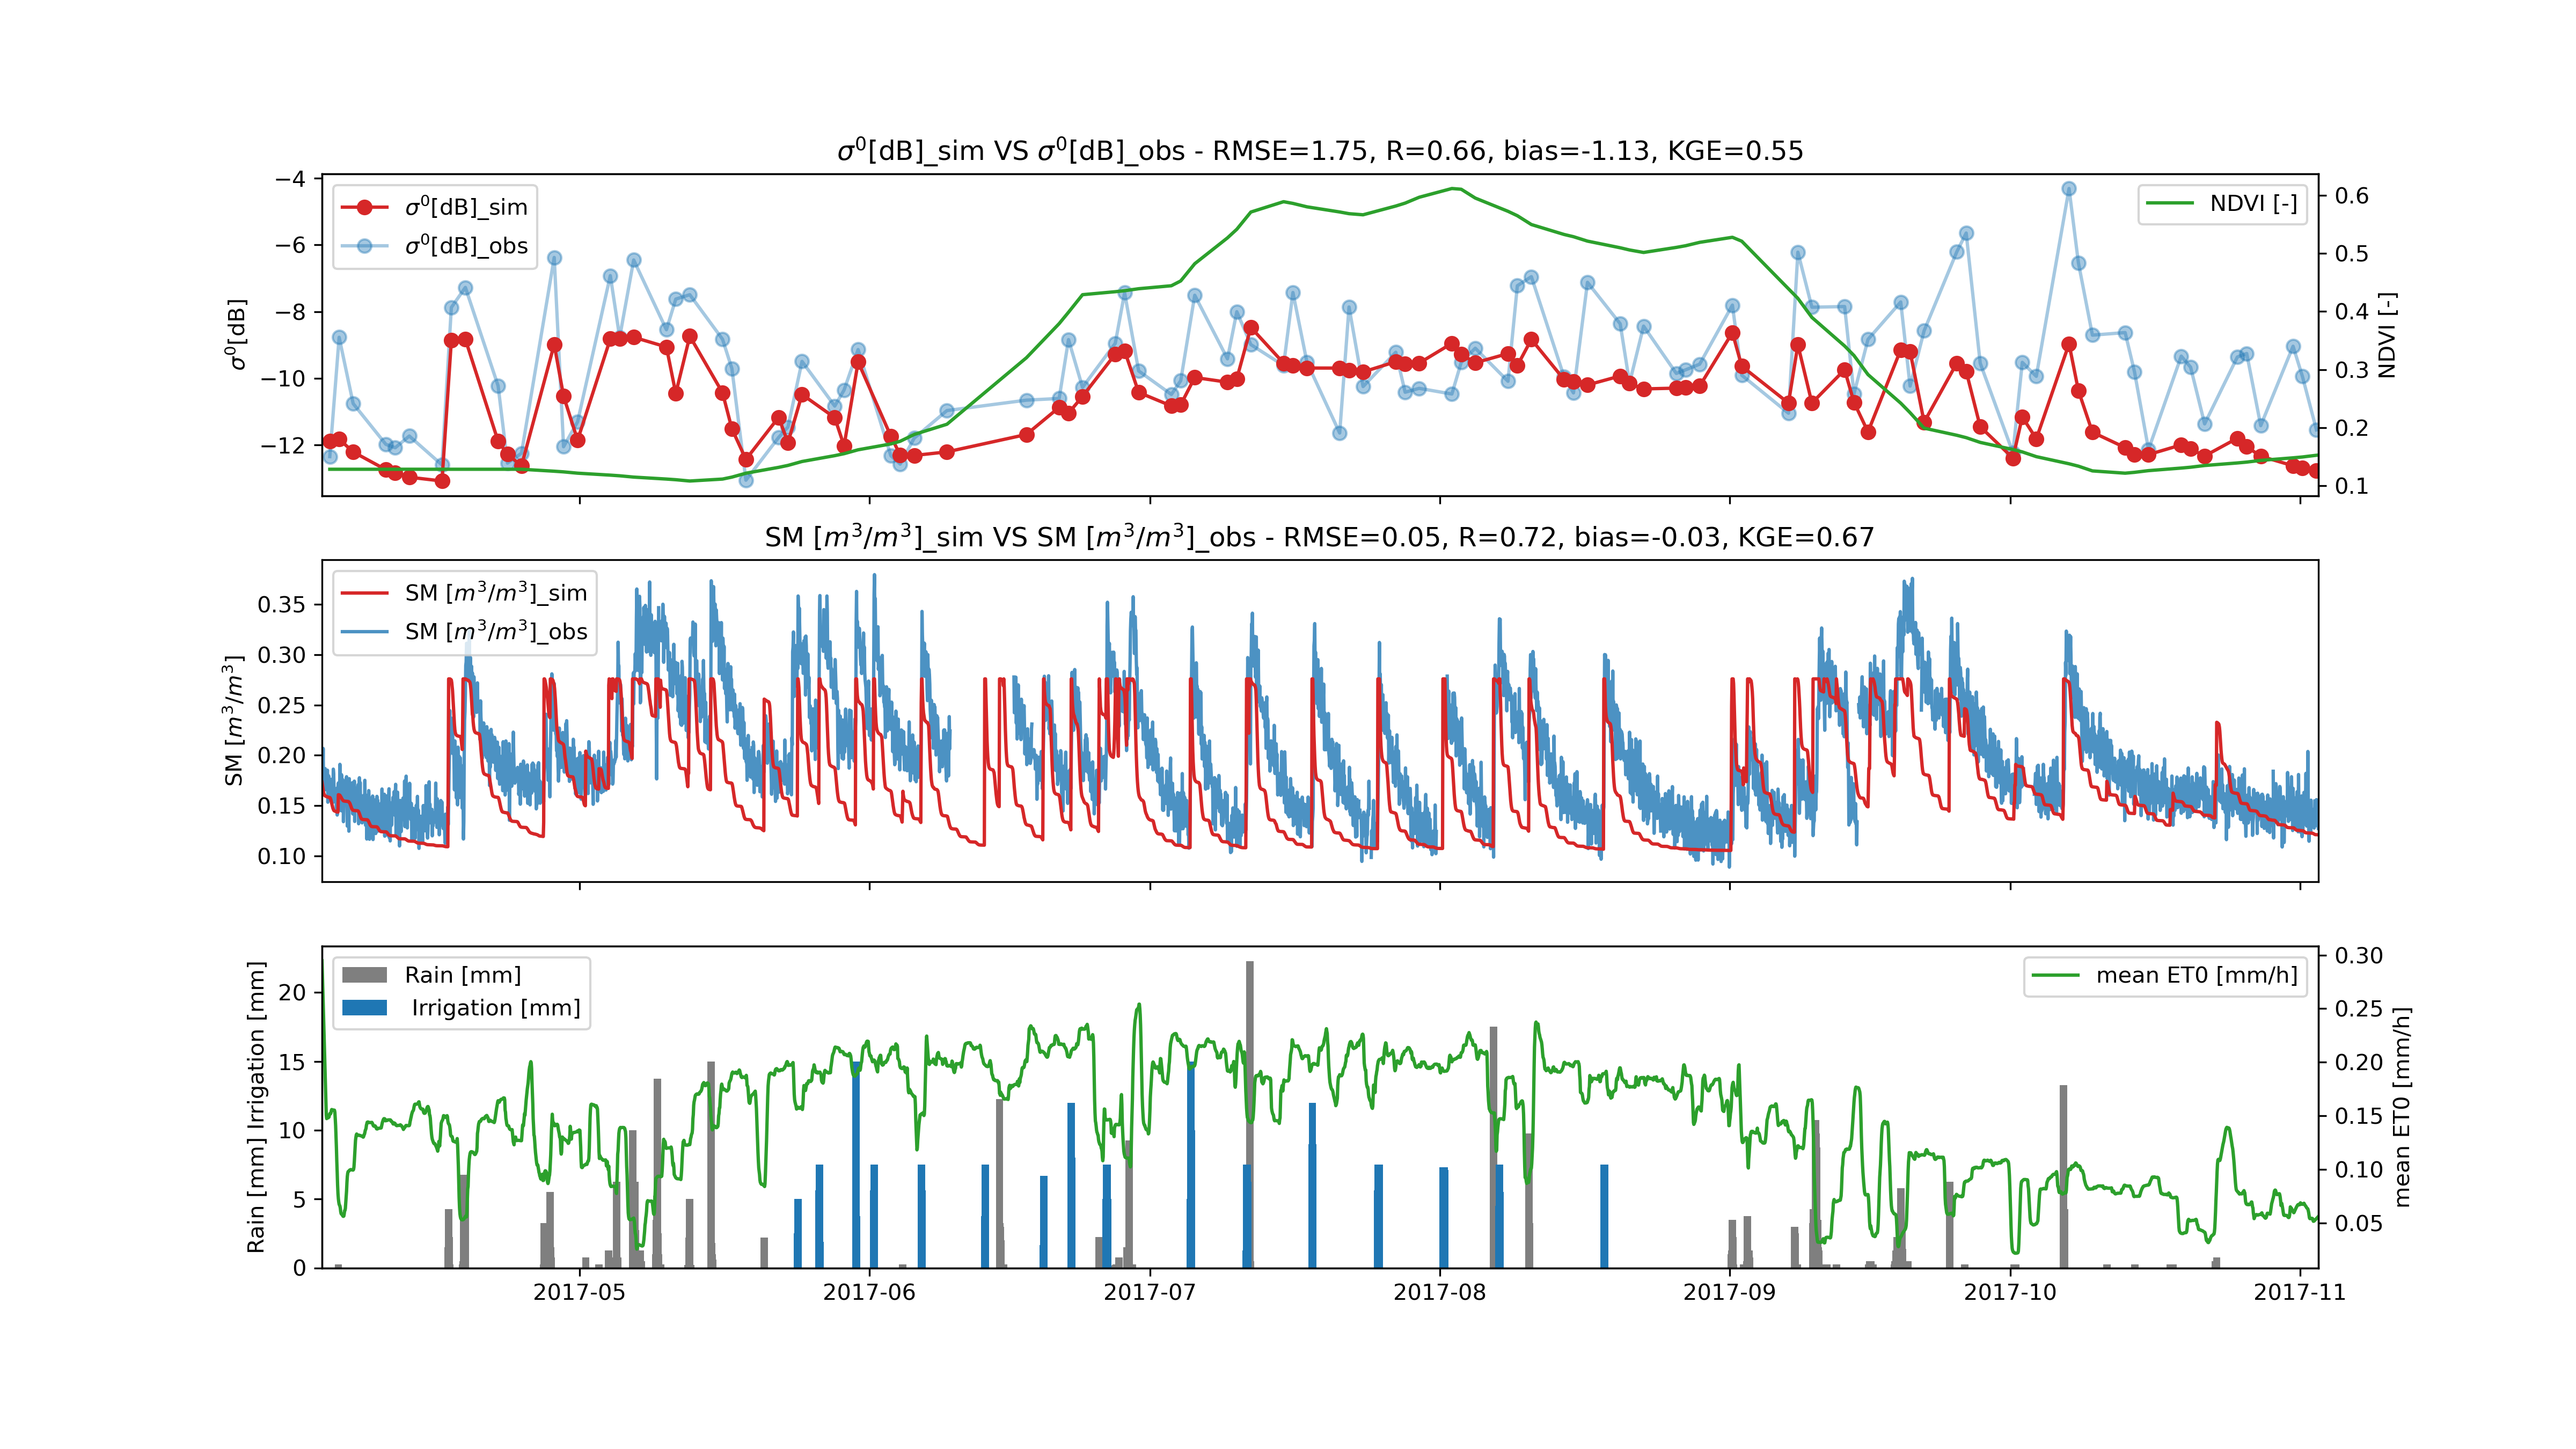 σ⁰[dB]_sim VS σ⁰[dB]_obs - RMSE=1.75, R=0.66, bias=-1.13, KGE=0.55
σ⁰[dB]_sim
σ⁰[dB]_obs
NDVI [-]
−4
−6
−8
−10
−12
σ⁰[dB]
0.6
0.5
0.4
0.3
0.2
0.1
NDVI [-]
SM [m³/m³]_sim VS SM [m³/m³]_obs - RMSE=0.05, R=0.72, bias=-0.03, KGE=0.67
SM [m³/m³]_sim
SM [m³/m³]_obs
0.35
0.30
0.25
0.20
0.15
0.10
SM [m³/m³]
Rain [mm]
Irrigation [mm]
mean ET0 [mm/h]
20
15
10
5
0
Rain [mm] Irrigation [mm]
0.30
0.25
0.20
0.15
0.10
0.05
mean ET0 [mm/h]
2017-05 2017-06 2017-07 2017-08 2017-09 2017-10 2017-11